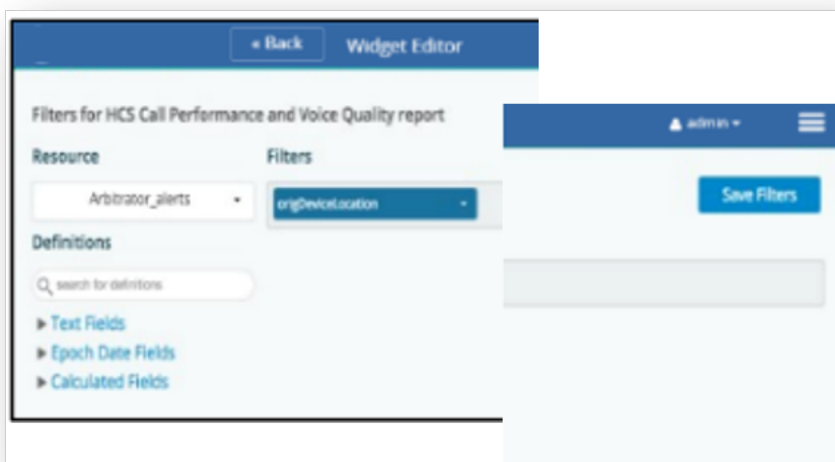 « Back
Widget Editor
admin
Filters for HCS Call Performance and Voice Quality report
Resource
Filters
Arbitrator_alerts
origDeviceLocation
Save Filters
Definitions
search for definitions
Text Fields
Epoch Date Fields
Calculated Fields